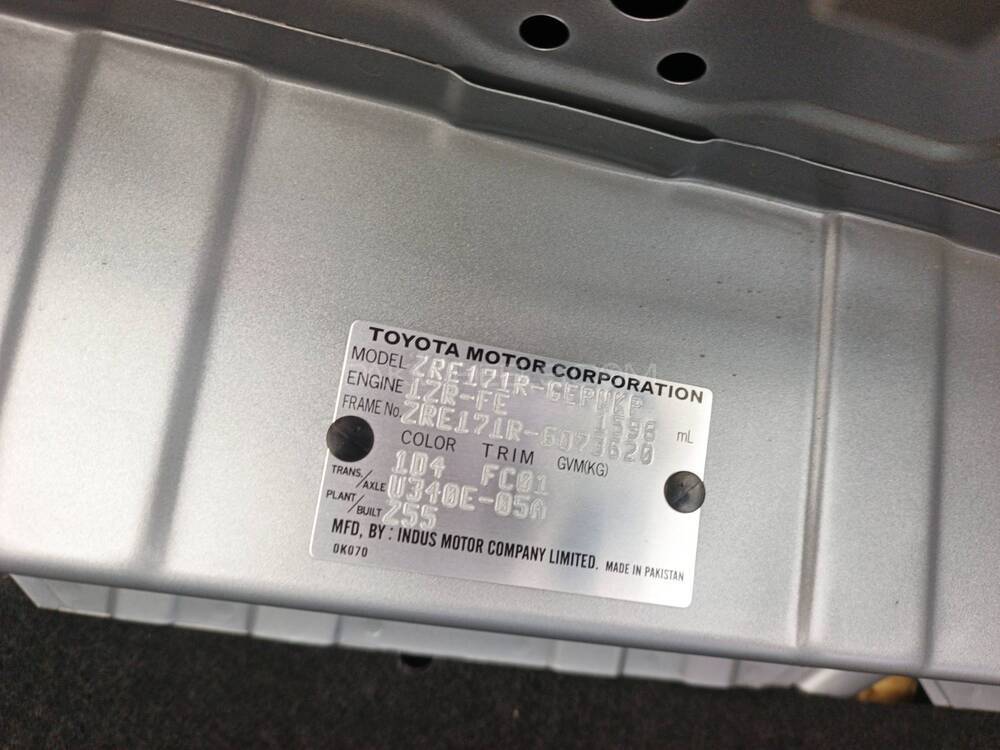 TOYOTA MOTOR CORPORATION
MODEL ZRE171R-GEPNKP
ENGINE 1ZR-FE 1598 mL
FRAME No. ZRE171R-6073620
COLOR TRIM GVM(KG)
1D4 FC01
TRANS./AXLE U340E-05A
PLANT/BUILT Z55
MFD, BY : INDUS MOTOR COMPANY LIMITED. MADE IN PAKISTAN
0K070